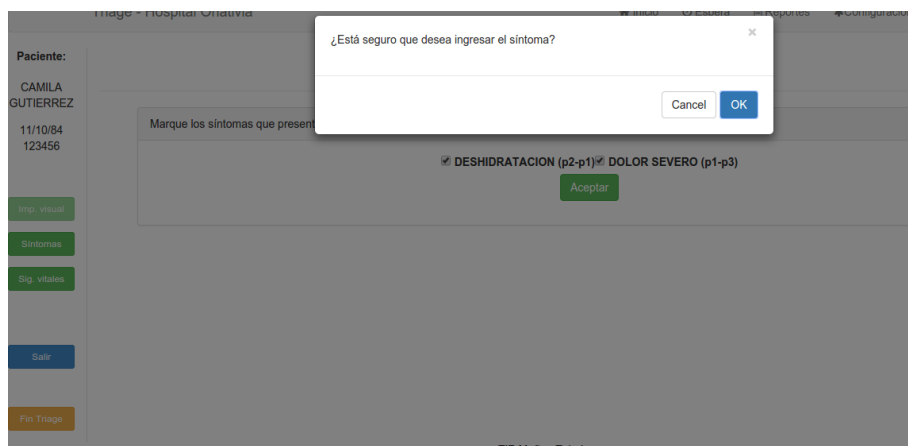 Triage - Hospital Oñativia
Inicio
Espera
Reportes
Configuración
¿Está seguro que desea ingresar el síntoma?
×
Cancel
OK
Paciente:
CAMILA
GUTIERREZ
11/10/84
123456
Imp. visual
Síntomas
Sig. vitales
Salir
Fin Triage
Marque los síntomas que present
DESHIDRATACION (p2-p1)
DOLOR SEVERO (p1-p3)
Aceptar